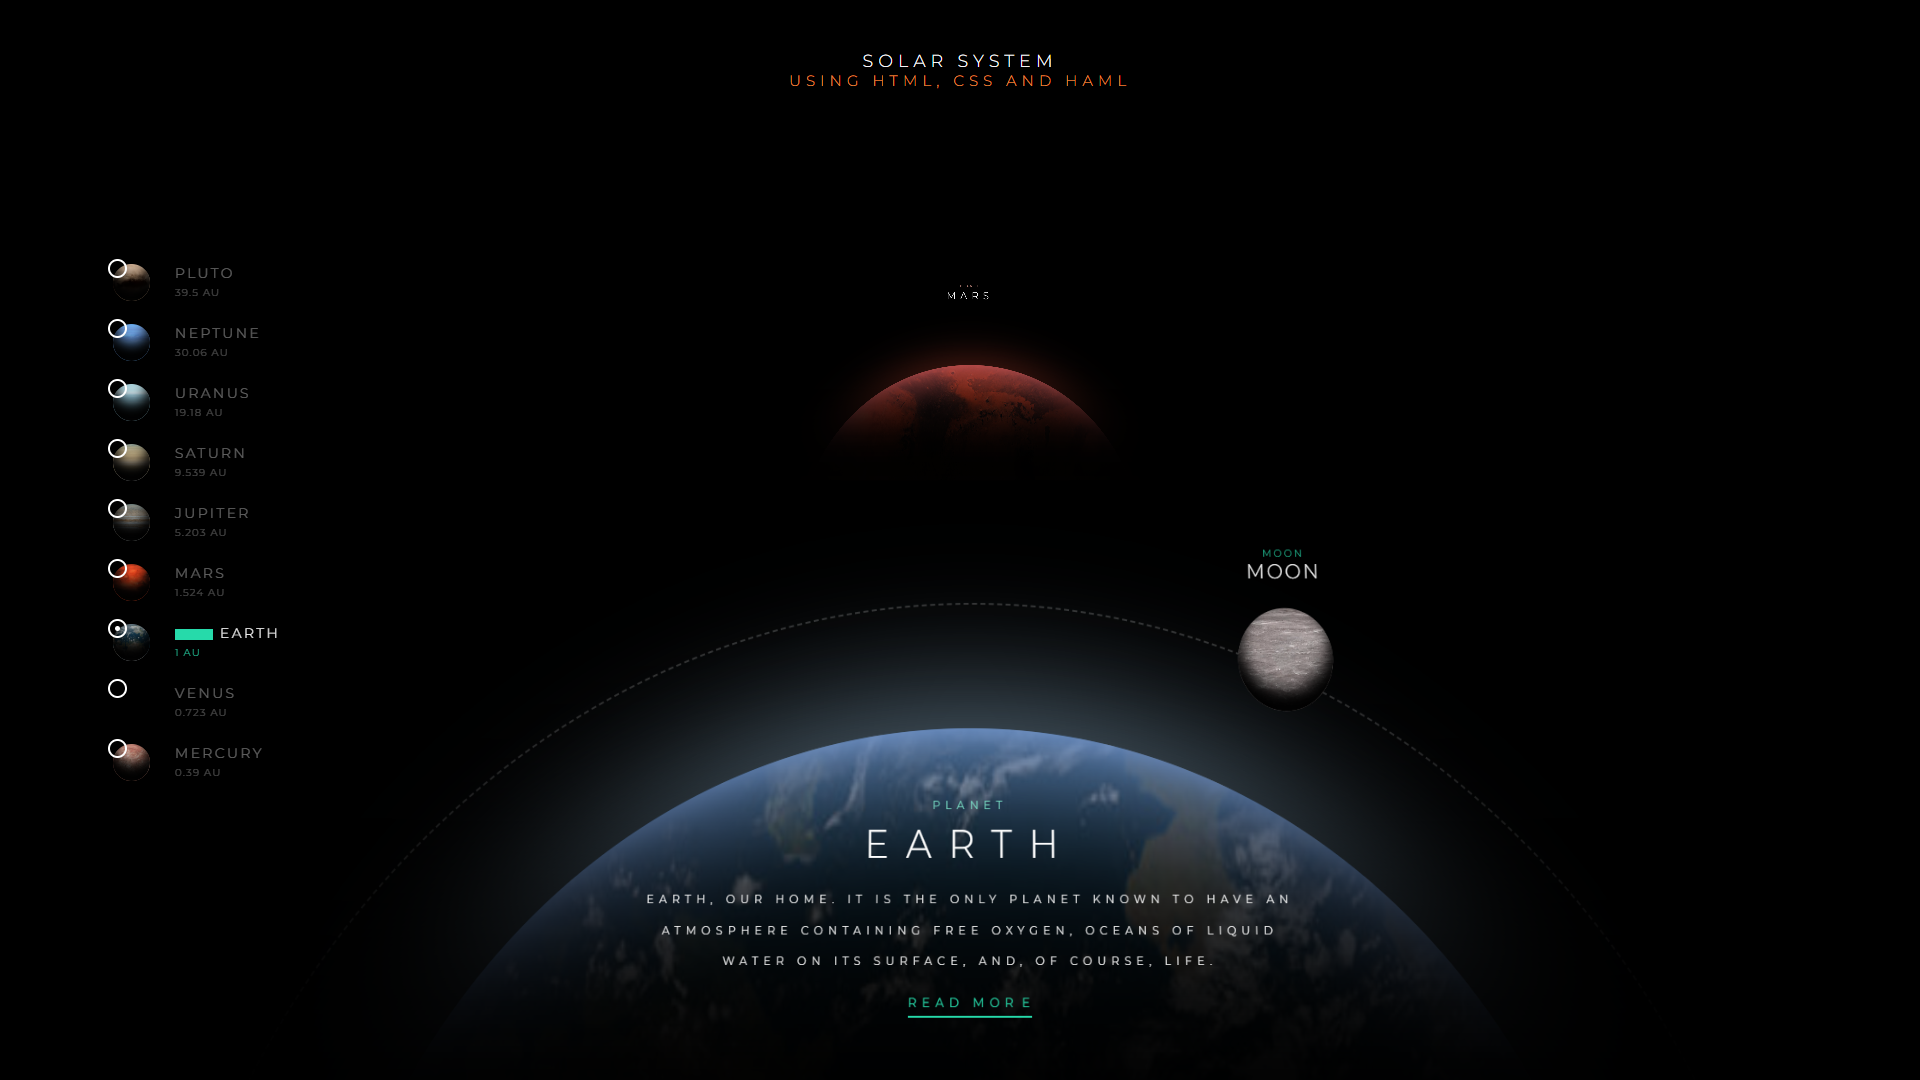 SOLAR SYSTEM
USING HTML, CSS AND HAML
PLUTO
39.5 AU
NEPTUNE
30.06 AU
URANUS
19.18 AU
SATURN
9.539 AU
JUPITER
5.203 AU
MARS
1.524 AU
EARTH
1 AU
VENUS
0.723 AU
MERCURY
0.39 AU
MARS
MOON
MOON
PLANET
EARTH
EARTH, OUR HOME. IT IS THE ONLY PLANET KNOWN TO HAVE AN
ATMOSPHERE CONTAINING FREE OXYGEN, OCEANS OF LIQUID
WATER ON ITS SURFACE, AND, OF COURSE, LIFE.
READ MORE